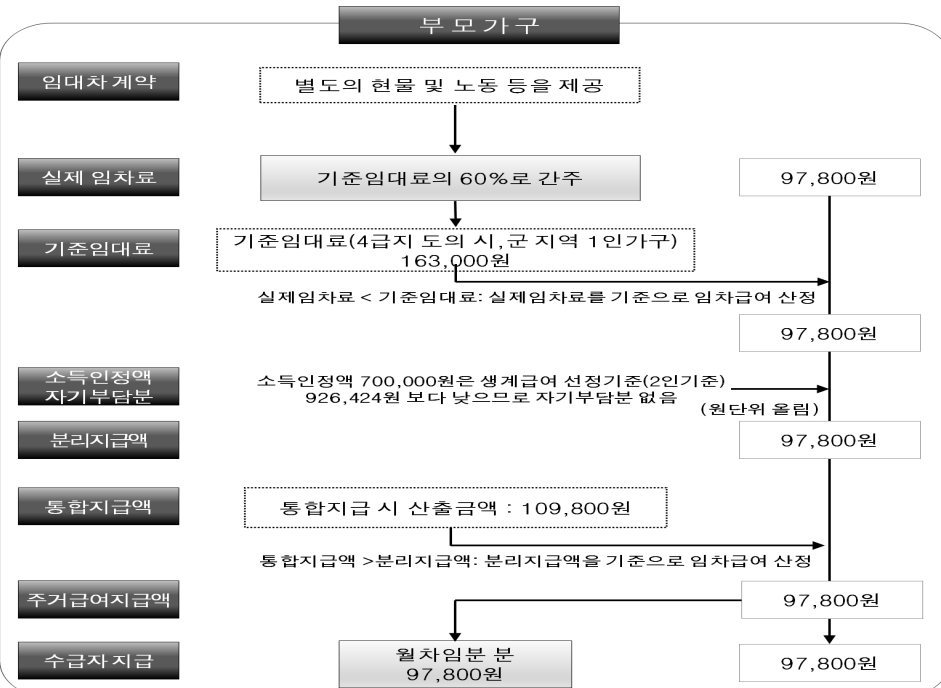 부모가구
임대차계약
별도의 현물 및 노동 등을 제공
실제 임차료
기준임대료의 60%로 간주
97,800원
기준임대료
기준임대료(4급지 도의 시,군 지역 1인가구)
163,000원
실제임차료 < 기준임대료: 실제임차료를 기준으로 임차급여 산정
97,800원
소득인정액
자기부담분
소득인정액 700,000원은 생계급여 선정기준(2인기준)
926,424원 보다 낮으므로 자기부담분 없음
(원단위 올림)
분리지급액
97,800원
통합지급액
통합지급 시 산출금액 : 109,800원
통합지급액 >분리지급액: 분리지급액을 기준으로 임차급여 산정
주거급여지급액
97,800원
수급자지급
월차임분 분
97,800원
97,800원